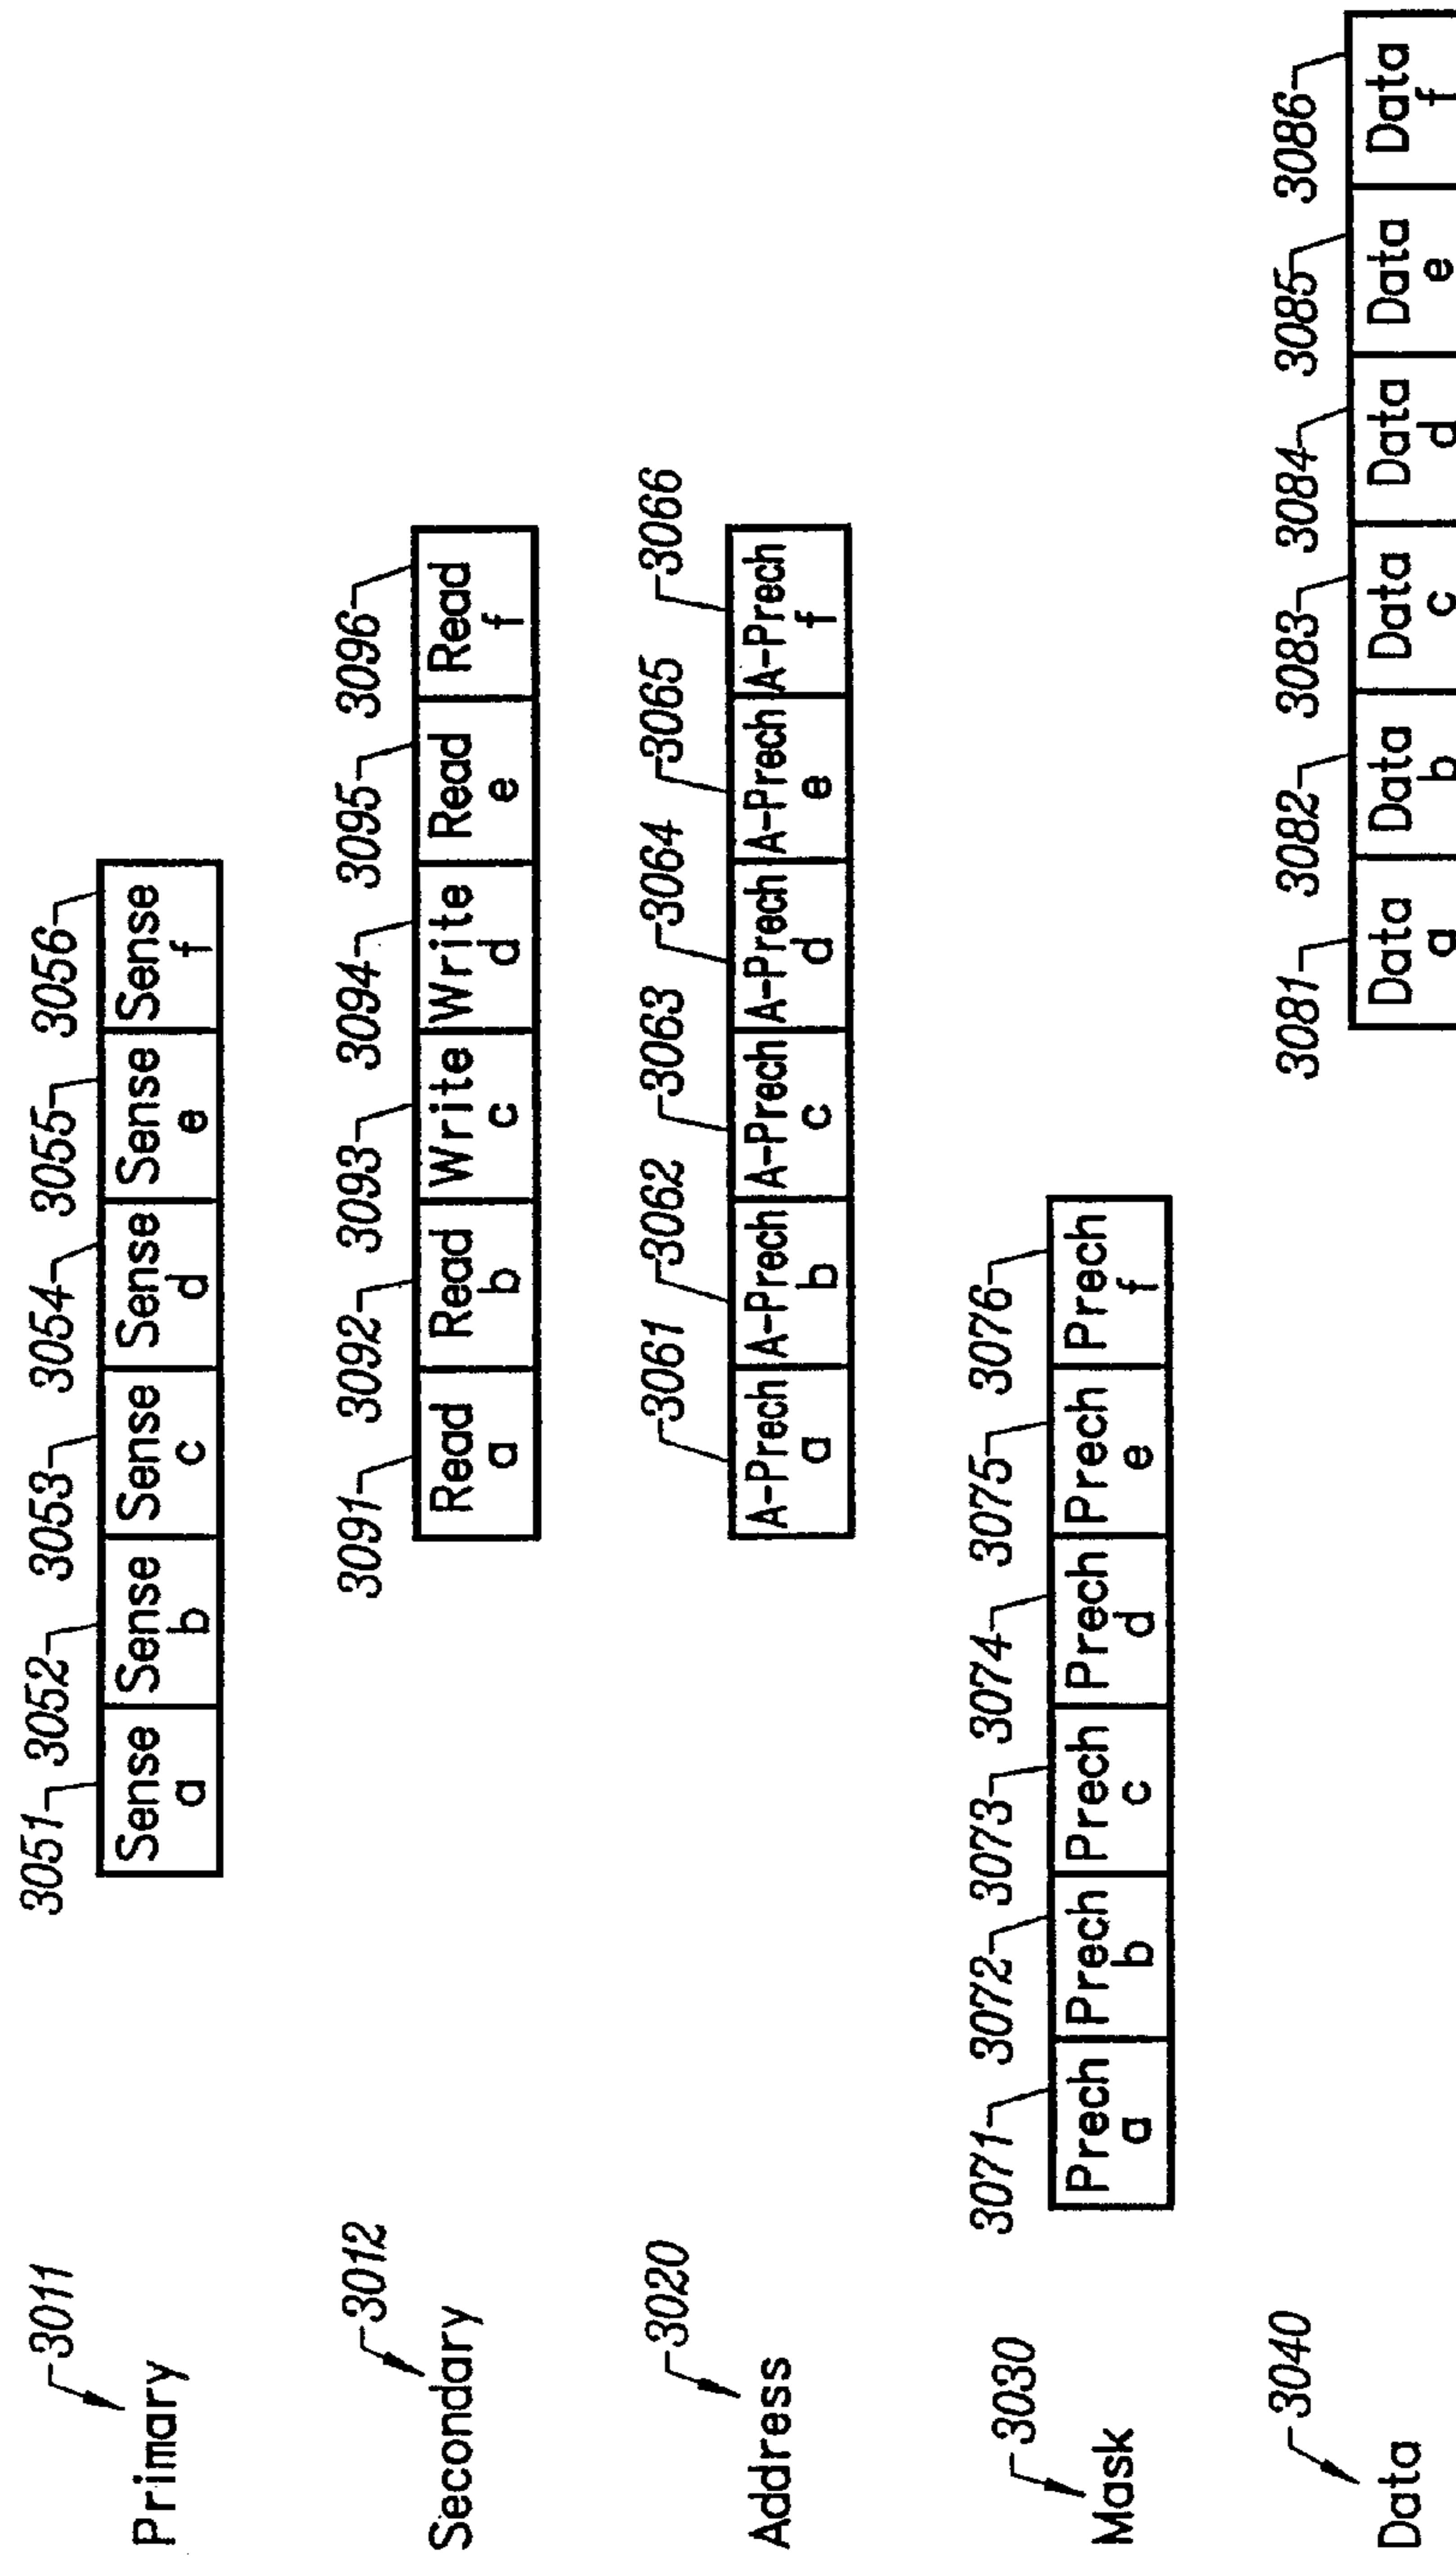 3011
Primary
3051 3052 3053 3054 3055 3056
Sense Sense Sense Sense Sense Sense
a b c d e f
3012
Secondary
3091 3092 3093 3094 3095 3096
Read Read Write Write Read Read
a b c d e f
3020
Address
3061 3062 3063 3064 3065 3066
A-Prech A-Prech A-Prech A-Prech A-Prech A-Prech
a b c d e f
3030
Mask
3071 3072 3073 3074 3075 3076
Prech Prech Prech Prech Prech Prech
a b c d e f
3040
Data
3081 3082 3083 3084 3085 3086
Data Data Data Data Data Data
a b c d e f